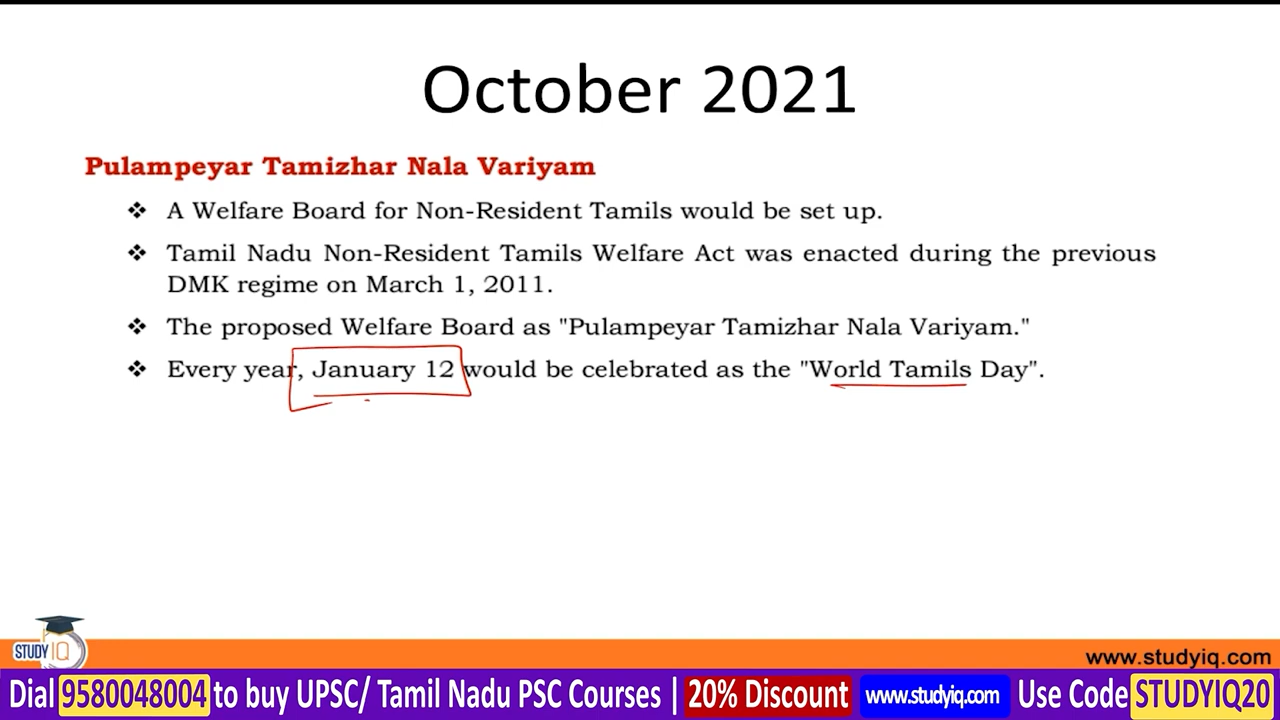 October 2021
Pulampeyar Tamizhar Nala Variyam
❖ A Welfare Board for Non-Resident Tamils would be set up.
❖ Tamil Nadu Non-Resident Tamils Welfare Act was enacted during the previous
DMK regime on March 1, 2011.
❖ The proposed Welfare Board as "Pulampeyar Tamizhar Nala Variyam."
❖ Every year, January 12 would be celebrated as the "World Tamils Day".
STUDY IQ
www.studyiq.com
Dial 9580048004 to buy UPSC/ Tamil Nadu PSC Courses | 20% Discount www.studyiq.com Use Code STUDYIQ20